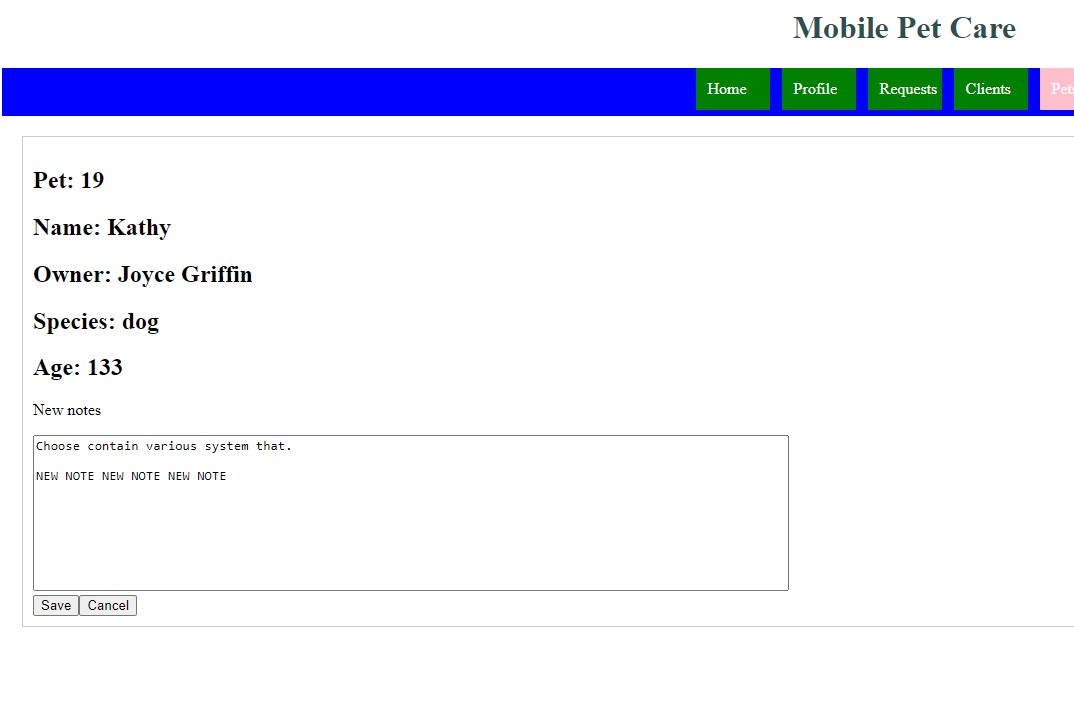 Mobile Pet Care
Home Profile Requests Clients Pets
Pet: 19
Name: Kathy
Owner: Joyce Griffin
Species: dog
Age: 133
New notes
Choose contain various system that.
NEW NOTE NEW NOTE NEW NOTE
Save Cancel